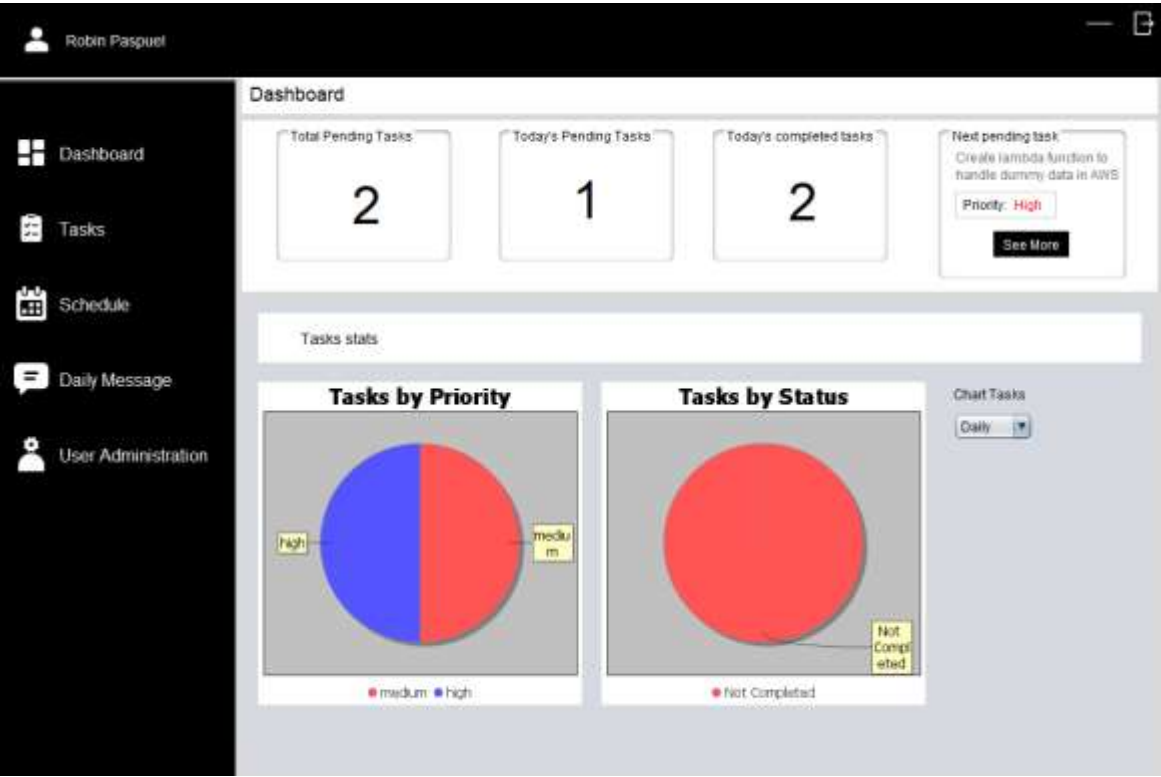 Robin Paspuel
Dashboard
Tasks
Schedule
Daily Message
User Administration
Dashboard
Total Pending Tasks
2
Today's Pending Tasks
1
Today's completed tasks
2
Next pending task
Create lambda function to
handle dummy data in AWS
Priority: High
See More
Tasks stats
Tasks by Priority
high
mediu
m
medium high
Tasks by Status
Not
Compl
eted
Not Completed
Chart Tasks
Daily